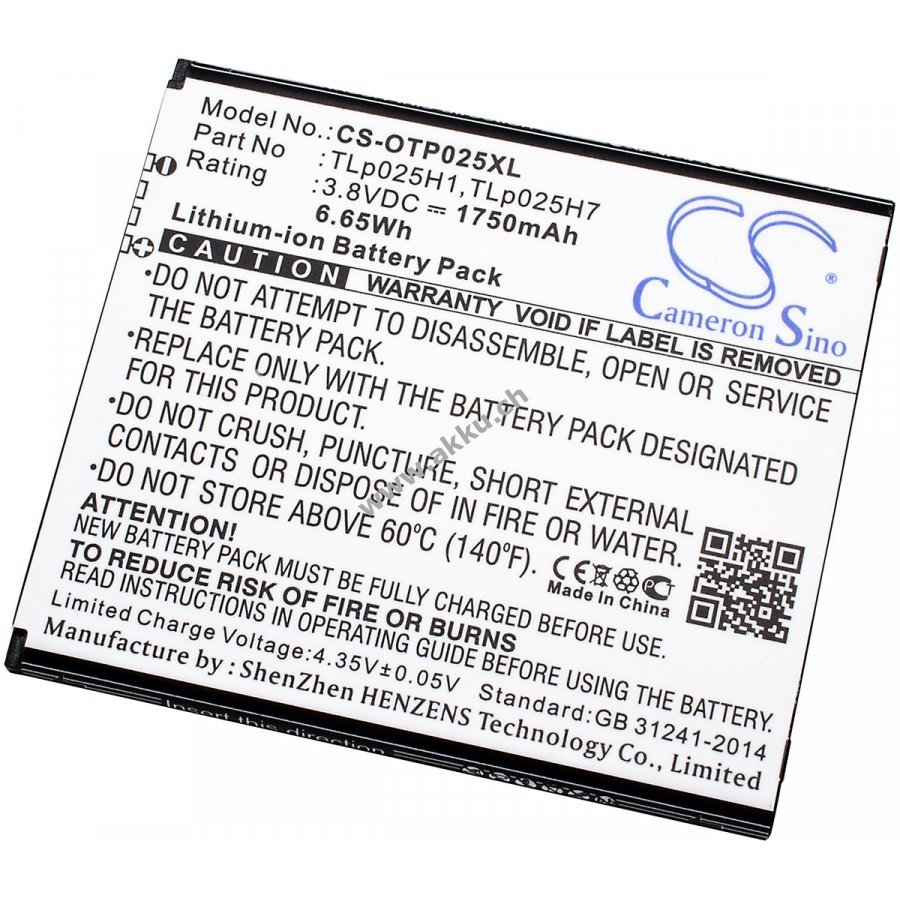 Model No.: CS-OTP025XL
Part No : TLp025H1,TLp025H7
Rating : 3.8VDC ⎓ 1750mAh
6.65Wh
Lithium-ion Battery Pack
CS
®
Cameron Sino
CAUTION!
WARRANTY VOID IF LABEL IS REMOVED
•DO NOT ATTEMPT TO DISASSEMBLE, OPEN OR SERVICE
THE BATTERY PACK.
•REPLACE ONLY WITH THE BATTERY PACK DESIGNATED
FOR THIS PRODUCT.
•DO NOT CRUSH, PUNCTURE, SHORT EXTERNAL
CONTACTS, OR DISPOSE OF IN FIRE OR WATER.
•DO NOT STORE ABOVE 60°C (140°F).
www.akku.ch
ATTENTION!
NEW BATTERY PACK MUST BE FULLY CHARGED BEFORE USE.
TO REDUCE RISK OF FIRE OR BURNS
READ OPERATING GUIDE BEFORE USING THE BATTERY.
CE
Made in China
Limited Charge Voltage: 4.35V±0.05V
Standard:GB 31241-2014
Manufacture by : ShenZhen HENZENS Technology Co., Ltd.
Insert this direction